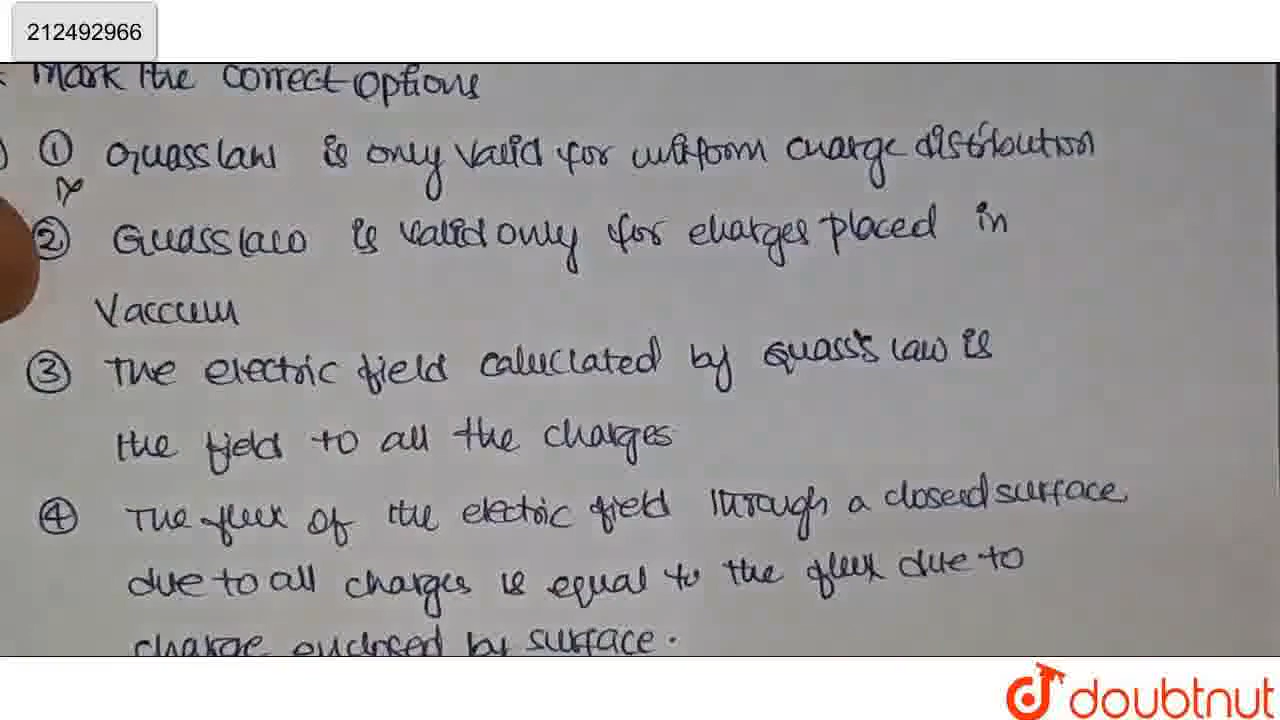 212492966
Mark the correct options
① Guass law is only valid for uniform charge distribution
② Guass law is valid only for charges placed in
Vaccum
③ The electric field caluclated by Guass's law is
the field to all the charges
④ The flux of the electric field through a closed surface
due to all charges is equal to the flux due to
charge enclosed by surface.
doubtnut